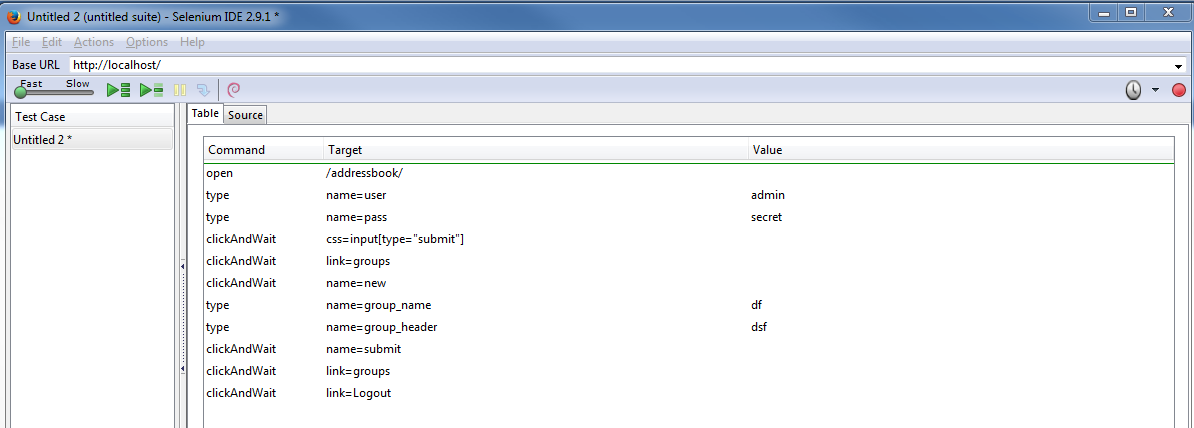 Untitled 2 (untitled suite) - Selenium IDE 2.9.1 *
File Edit Actions Options Help
Base URL http://localhost/
Fast Slow
Test Case
Untitled 2 *
Table Source
Command Target Value
open /addressbook/
type name=user admin
type name=pass secret
clickAndWait css=input[type="submit"]
clickAndWait link=groups
clickAndWait name=new
type name=group_name df
type name=group_header dsf
clickAndWait name=submit
clickAndWait link=groups
clickAndWait link=Logout